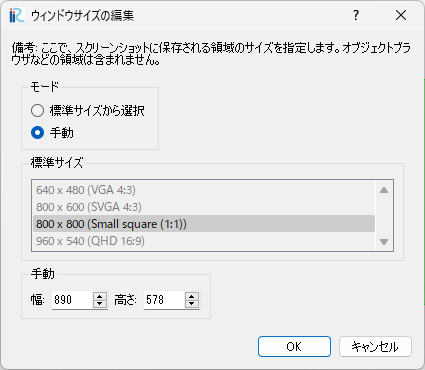 ウィンドウサイズの編集
備考: ここで、スクリーンショットに保存される領域のサイズを指定します。オブジェクトブラ
ウザなどの領域は含まれません。
モード
標準サイズから選択
手動
標準サイズ
640 x 480 (VGA 4:3)
800 x 600 (SVGA 4:3)
800 x 800 (Small square (1:1))
960 x 540 (QHD 16:9)
手動
幅: 890 高さ: 578
OK キャンセル